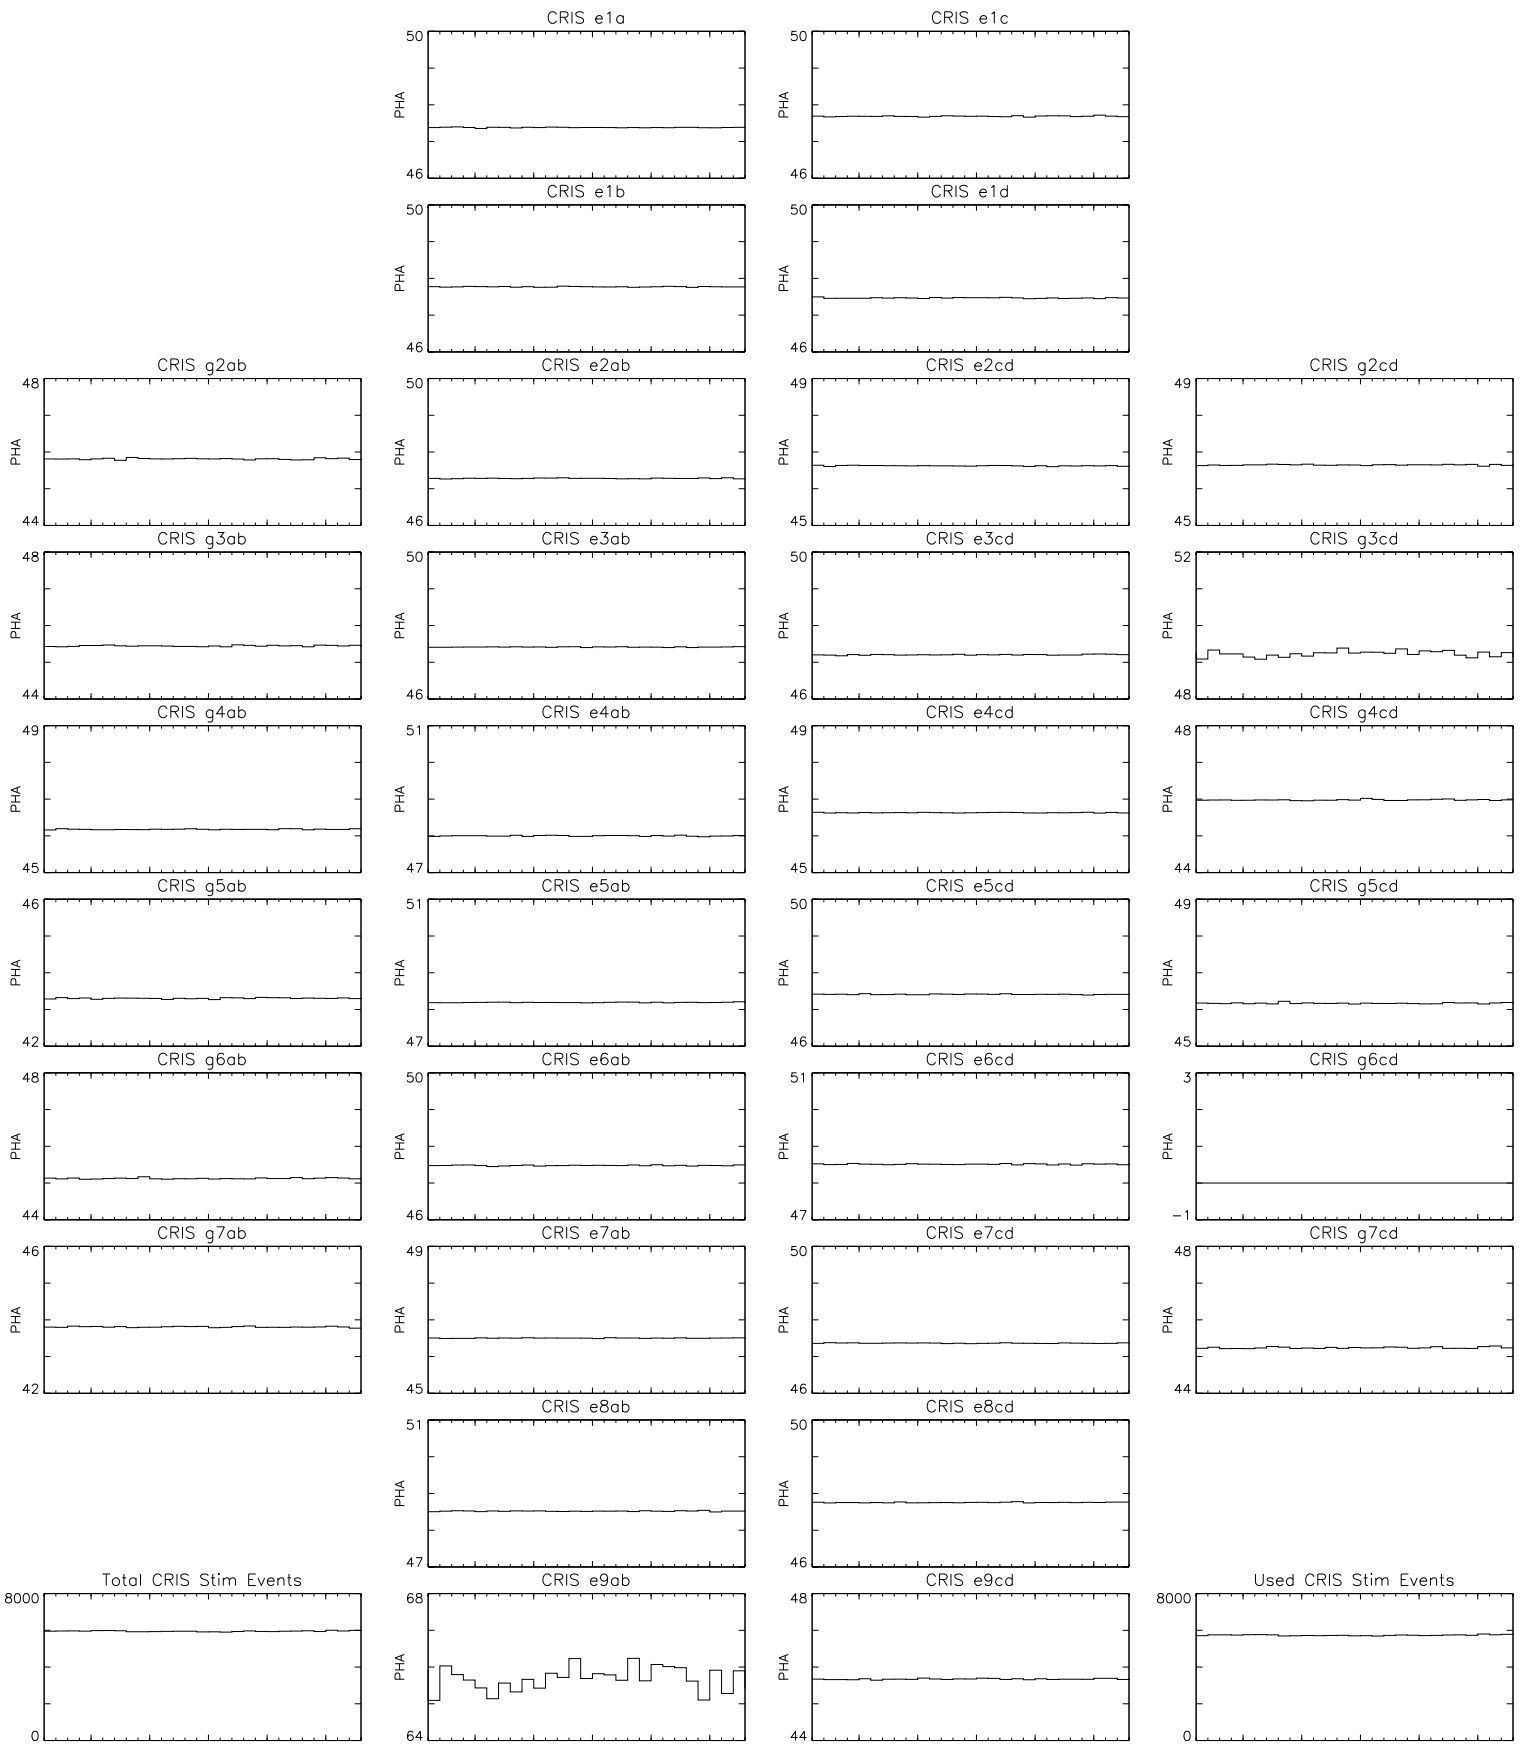 CRIS e1a
50
PHA
46
CRIS e1c
50
PHA
46
CRIS e1b
50
PHA
46
CRIS e1d
50
PHA
46
CRIS g2ab
48
PHA
44
CRIS e2ab
50
PHA
46
CRIS e2cd
49
PHA
45
CRIS g2cd
49
PHA
45
CRIS g3ab
48
PHA
44
CRIS e3ab
50
PHA
46
CRIS e3cd
50
PHA
46
CRIS g3cd
52
PHA
48
CRIS g4ab
49
PHA
45
CRIS e4ab
51
PHA
47
CRIS e4cd
49
PHA
45
CRIS g4cd
48
PHA
44
CRIS g5ab
46
PHA
42
CRIS e5ab
51
PHA
47
CRIS e5cd
50
PHA
46
CRIS g5cd
49
PHA
45
CRIS g6ab
48
PHA
44
CRIS e6ab
50
PHA
46
CRIS e6cd
51
PHA
47
CRIS g6cd
3
PHA
-1
CRIS g7ab
46
PHA
42
CRIS e7ab
49
PHA
45
CRIS e7cd
50
PHA
46
CRIS g7cd
48
PHA
44
CRIS e8ab
51
PHA
47
CRIS e8cd
50
PHA
46
Total CRIS Stim Events
8000
0
CRIS e9ab
68
PHA
64
CRIS e9cd
48
PHA
44
Used CRIS Stim Events
8000
0